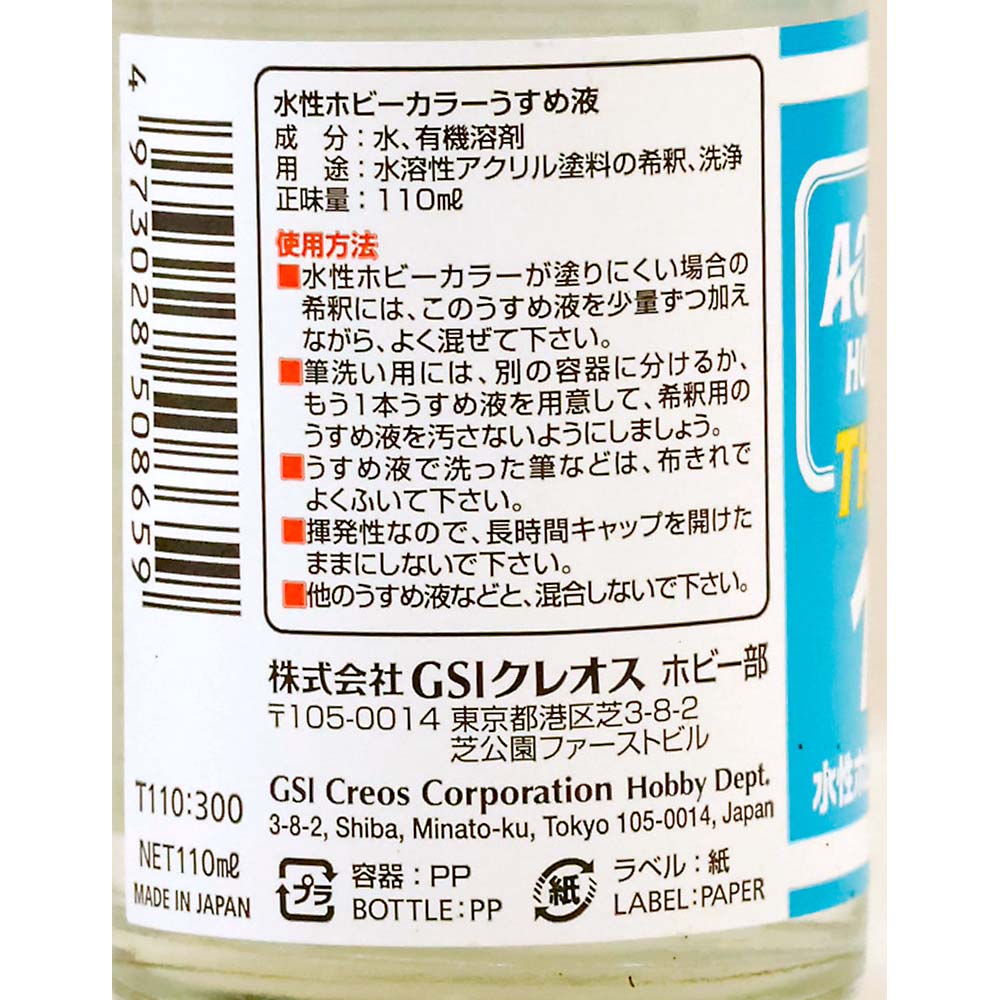 4 973028 508659
水性ホビーカラーうすめ液
成　分：水、有機溶剤
用　途：水溶性アクリル塗料の希釈、洗浄
正味量：110㎖
使用方法
■水性ホビーカラーが塗りにくい場合の
希釈には、このうすめ液を少量ずつ加え
ながら、よく混ぜて下さい。
■筆洗い用には、別の容器に分けるか、
もう1本うすめ液を用意して、希釈用の
うすめ液を汚さないようにしましょう。
■うすめ液で洗った筆などは、布きれで
よくふいて下さい。
■揮発性なので、長時間キャップを開けた
ままにしないで下さい。
■他のうすめ液などと、混合しないで下さい。
株式会社 GSIクレオス ホビー部
〒105-0014 東京都港区芝3-8-2
芝公園ファーストビル
GSI Creos Corporation Hobby Dept.
3-8-2, Shiba, Minato-ku, Tokyo 105-0014, Japan
T110:300
NET110㎖
MADE IN JAPAN
プラ
容器：PP
BOTTLE:PP
紙
ラベル：紙
LABEL:PAPER
水性ホ